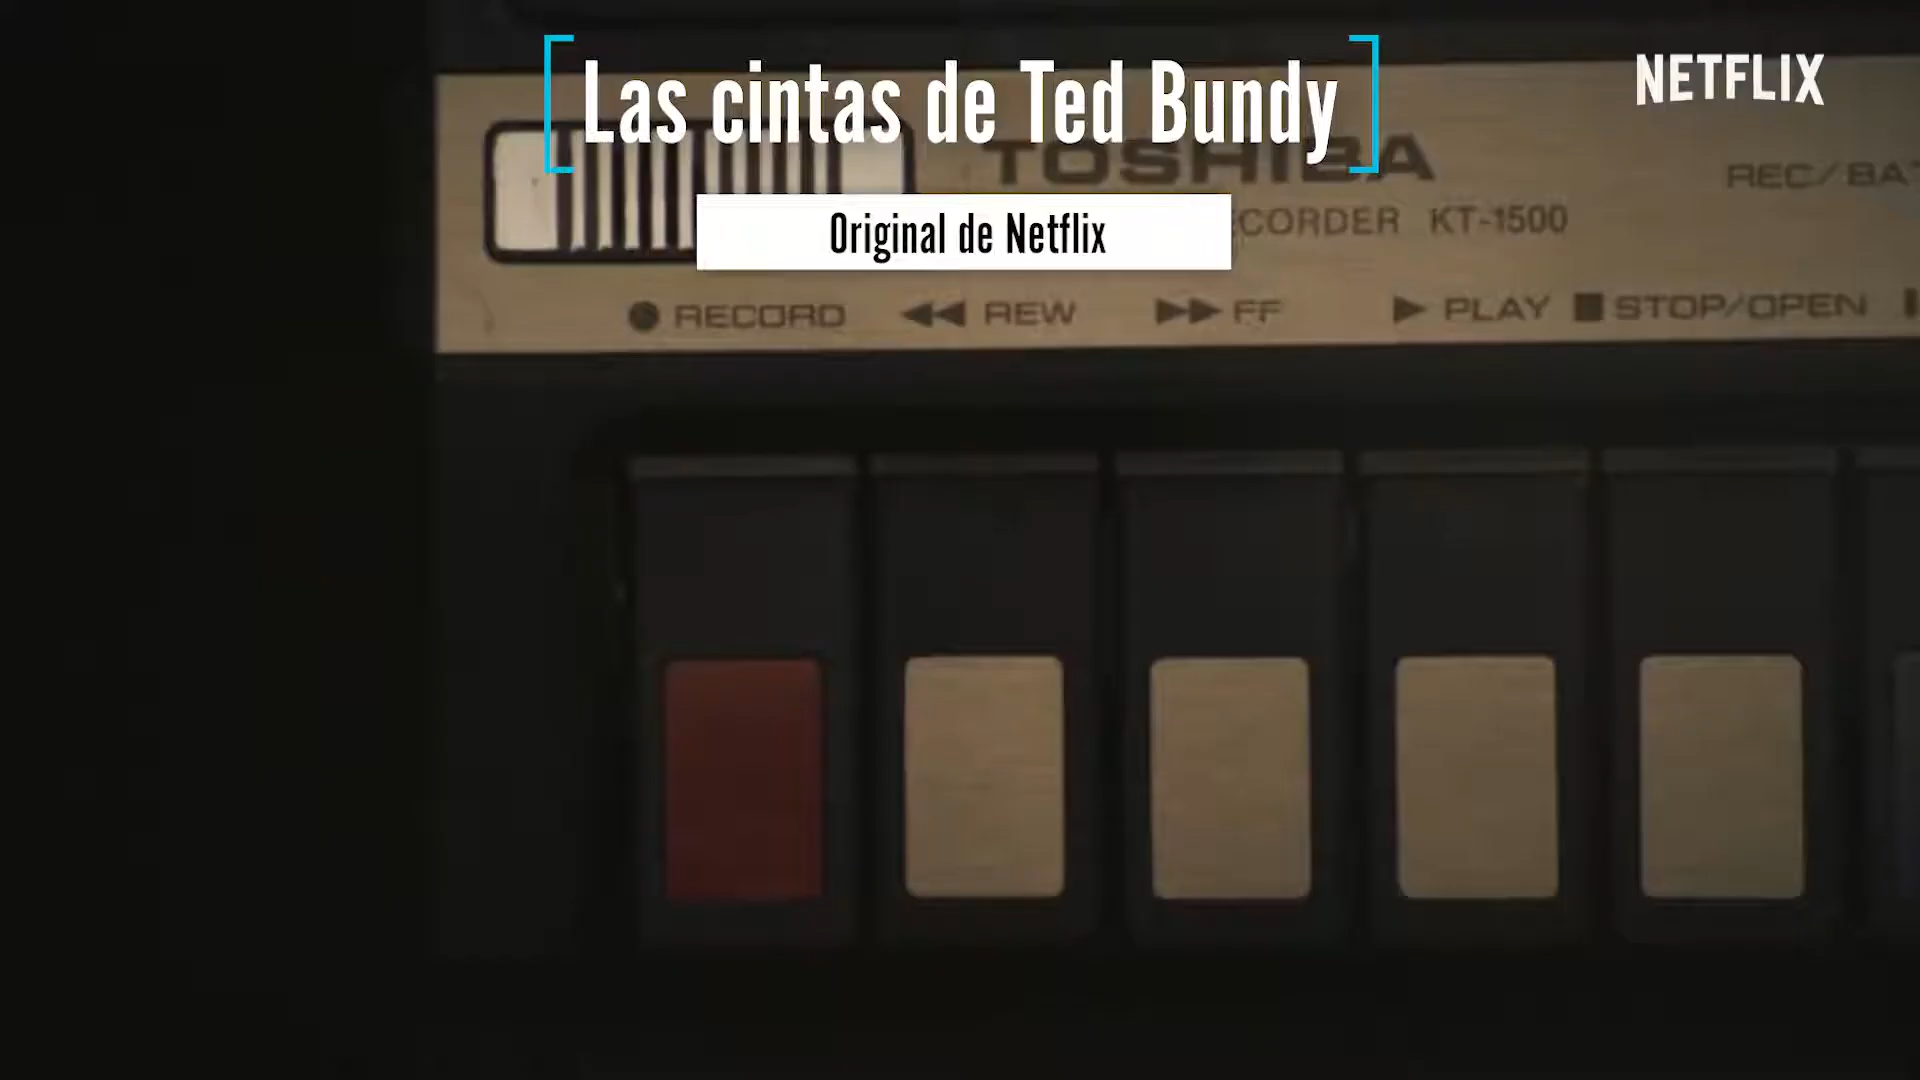 Las cintas de Ted Bundy
NETFLIX
TOSHIBA
Original de Netflix
CORDER KT-1500
REC/BAT
RECORD REW FF PLAY STOP/OPEN